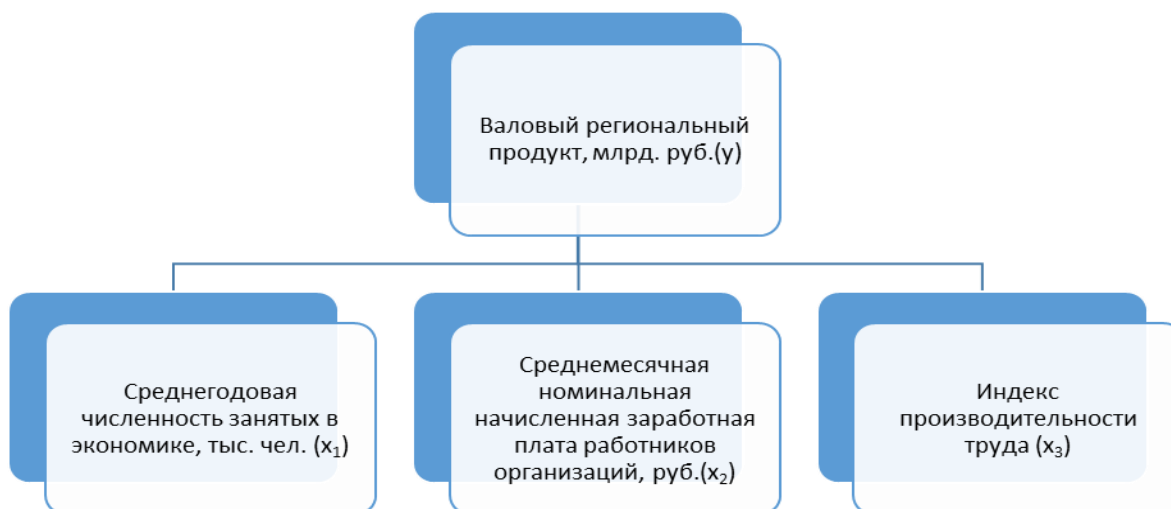 Валовый региональный
продукт, млрд. руб.(y)
Среднегодовая
численность занятых в
экономике, тыс. чел. (x₁)
Среднемесячная
номинальная
начисленная заработная
плата работников
организаций, руб.(x₂)
Индекс
производительности
труда (x₃)